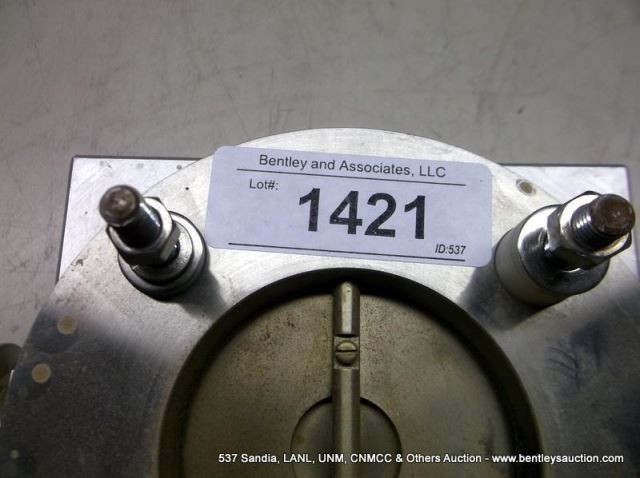 Bentley and Associates, LLC
Lot#:
1421
ID:537
537 Sandia, LANL, UNM, CNMCC & Others Auction - www.bentleysauction.com